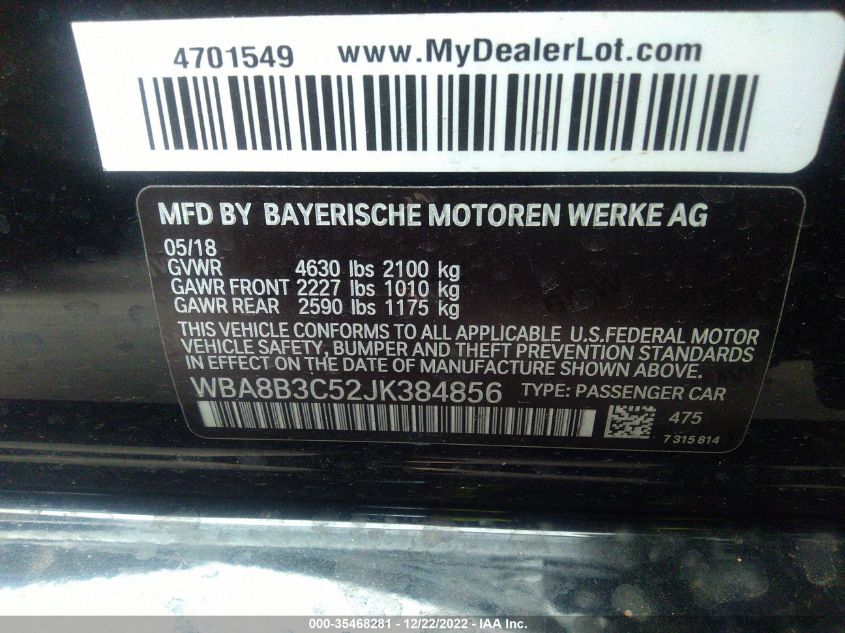 4701549 www.MyDealerLot.com
MFD BY BAYERISCHE MOTOREN WERKE AG
05/18
GVWR 4630 lbs 2100 kg
GAWR FRONT 2227 lbs 1010 kg
GAWR REAR 2590 lbs 1175 kg
THIS VEHICLE CONFORMS TO ALL APPLICABLE U.S.FEDERAL MOTOR
VEHICLE SAFETY, BUMPER AND THEFT PREVENTION STANDARDS
IN EFFECT ON THE DATE OF MANUFACTURE SHOWN ABOVE.
WBA8B3C52JK384856 TYPE: PASSENGER CAR
475
7 315 814
000-35468281 - 12/22/2022 - IAA Inc.